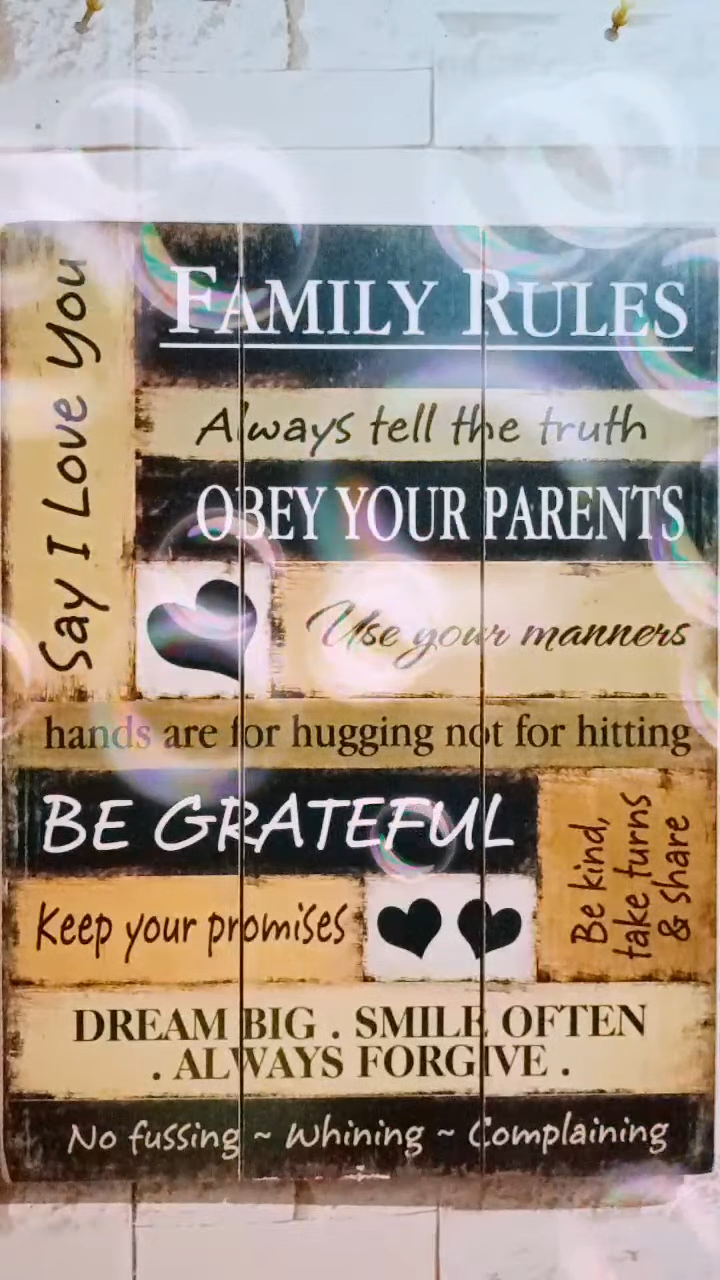 FAMILY RULES
Say I Love You
Always tell the truth
OBEY YOUR PARENTS
Use your manners
hands are for hugging not for hitting
BE GRATEFUL
Be kind,
take turns
& share
Keep your promises
DREAM BIG . SMILE OFTEN
. ALWAYS FORGIVE .
No fussing ~ Whining ~ Complaining